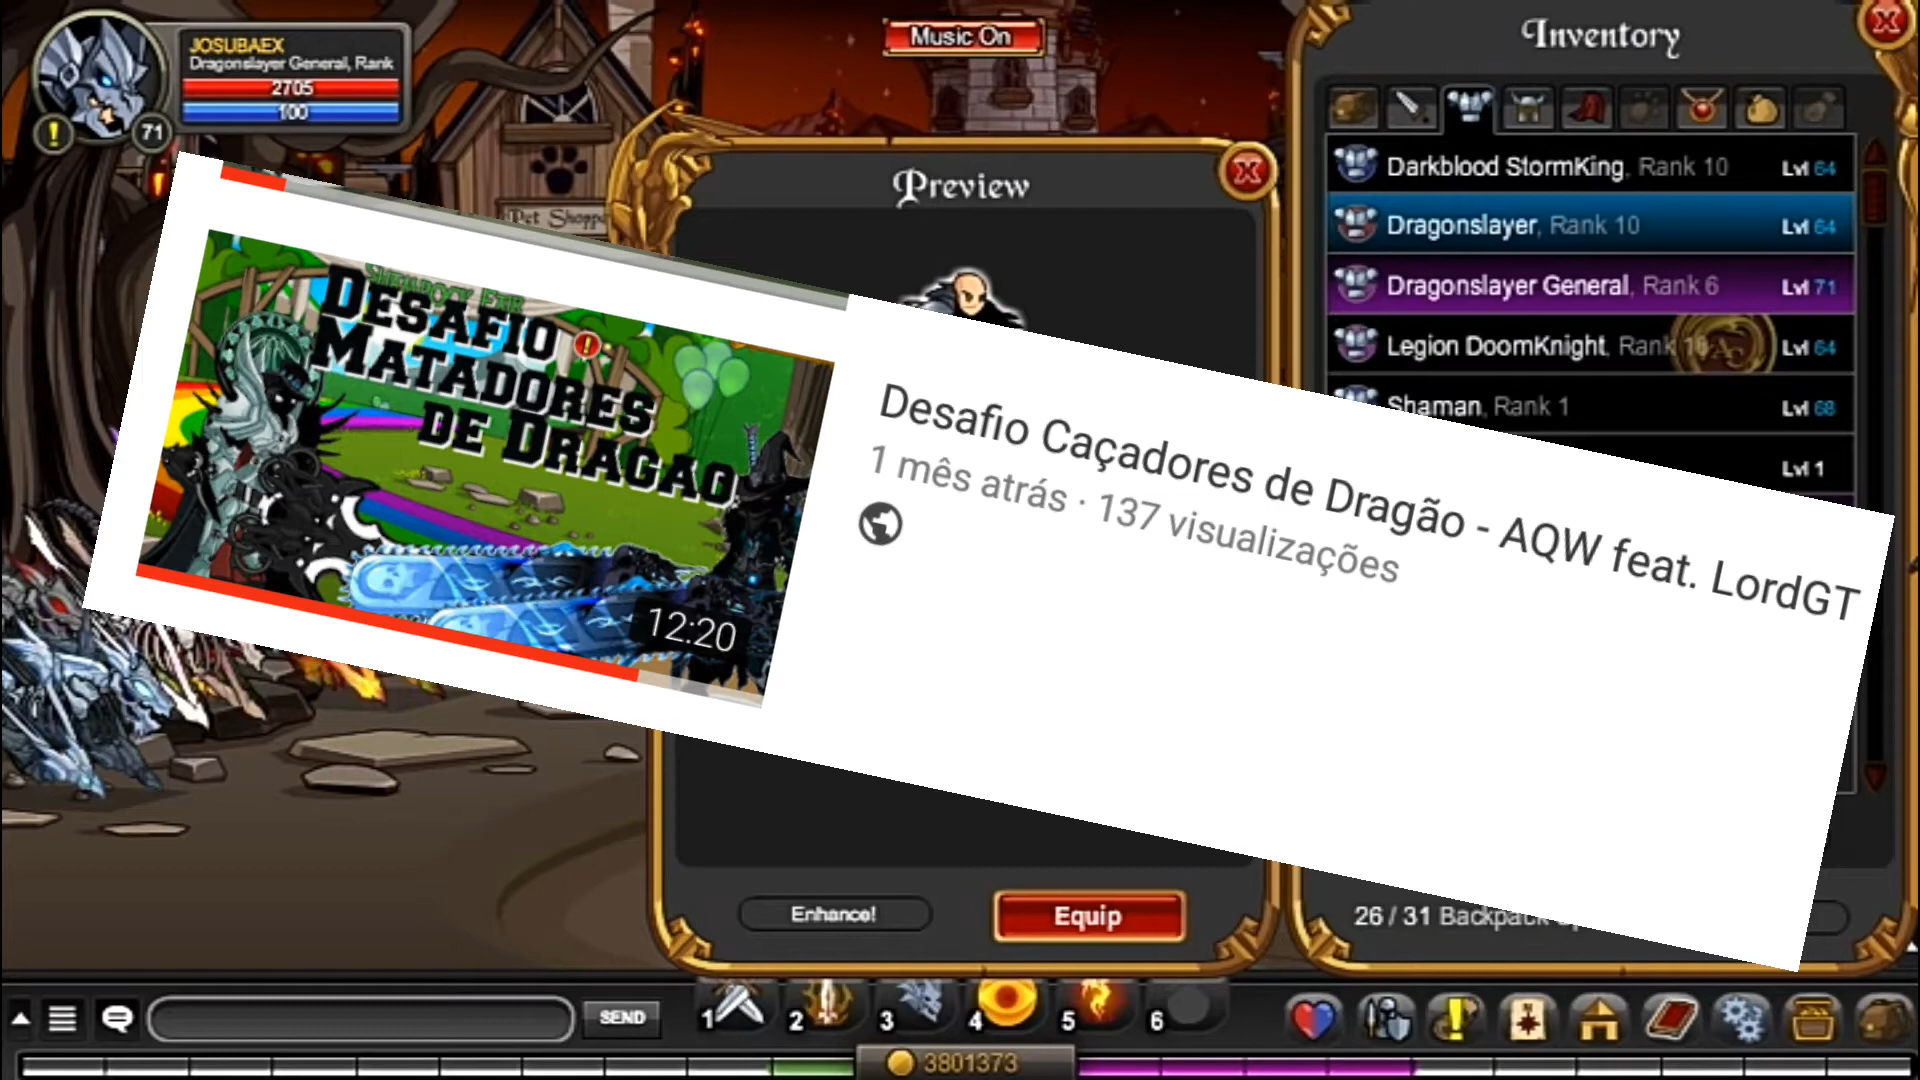 JOSUBAEX
Dragonslayer General, Rank
2705
100
71
Music On
Inventory
Darkblood StormKing, Rank 10 Lvl 64
Dragonslayer, Rank 10 Lvl 64
Dragonslayer General, Rank 6 Lvl 71
Legion DoomKnight, Rank Lvl 64
Shaman, Rank 1 Lvl 68
Lvl 1
Pet Shoppe
Preview
DESAFIO
MATADORES
DE DRAGAO
12:20
Desafio Caçadores de Dragão - AQW feat. LordGT
1 mês atrás · 137 visualizações
Enhance!
Equip
26 / 31 Backpack
SEND
1 2 3 4 5 6
3801373